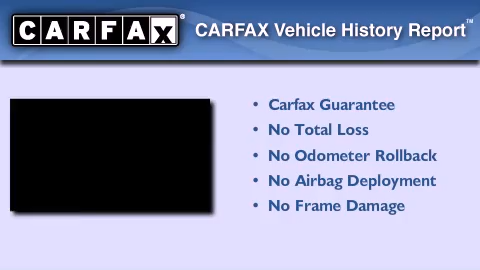 CARFAX® CARFAX Vehicle History Report™
• Carfax Guarantee
• No Total Loss
• No Odometer Rollback
• No Airbag Deployment
• No Frame Damage